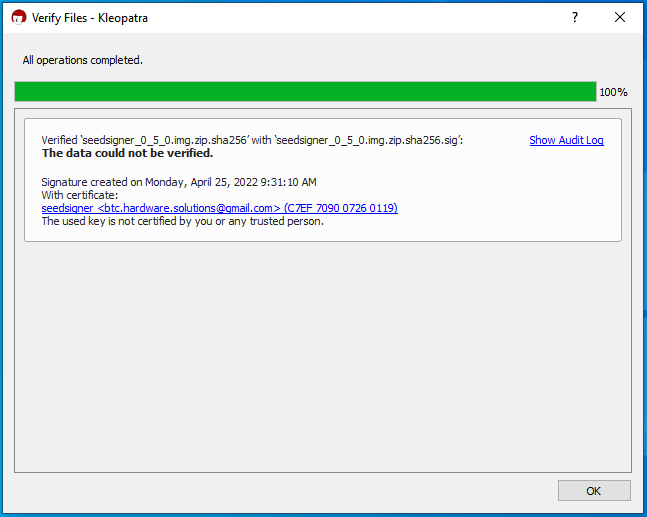 Verify Files - Kleopatra
?
All operations completed.
100%
Verified ‘seedsigner_0_5_0.img.zip.sha256’ with ‘seedsigner_0_5_0.img.zip.sha256.sig’:
Show Audit Log
The data could not be verified.
Signature created on Monday, April 25, 2022 9:31:10 AM
With certificate:
seedsigner <btc.hardware.solutions@gmail.com> (C7EF 7090 0726 0119)
The used key is not certified by you or any trusted person.
OK